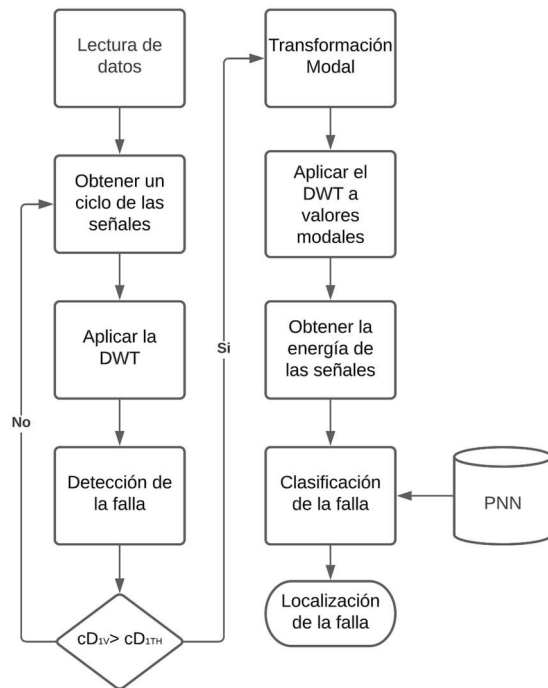 Lectura de
datos
Obtener un
ciclo de las
señales
Aplicar la
DWT
No
Detección de
la falla
cD1V> cD1TH
Si
Transformación
Modal
Aplicar el
DWT a
valores
modales
Obtener la
energía de
las señales
Clasificación
de la falla
PNN
Localización
de la falla